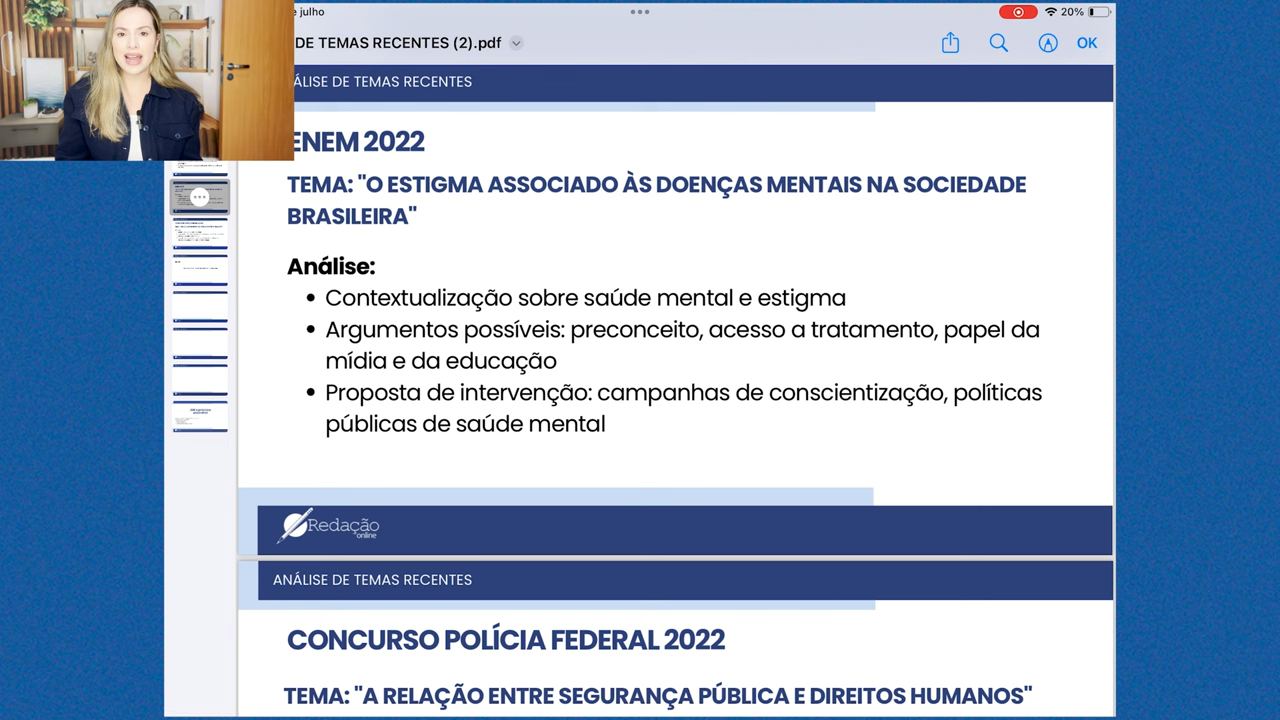 e julho
20%
DE TEMAS RECENTES (2).pdf
OK
ÁLISE DE TEMAS RECENTES
ENEM 2022
TEMA: "O ESTIGMA ASSOCIADO ÀS DOENÇAS MENTAIS NA SOCIEDADE
BRASILEIRA"
Análise:
• Contextualização sobre saúde mental e estigma
• Argumentos possíveis: preconceito, acesso a tratamento, papel da
mídia e da educação
• Proposta de intervenção: campanhas de conscientização, políticas
públicas de saúde mental
Redação
online
ANÁLISE DE TEMAS RECENTES
CONCURSO POLÍCIA FEDERAL 2022
TEMA: "A RELAÇÃO ENTRE SEGURANÇA PÚBLICA E DIREITOS HUMANOS"